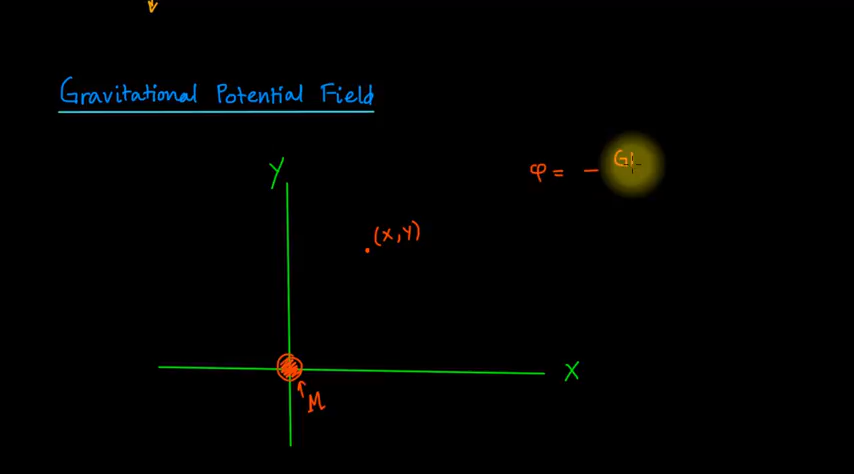 Gravitational Potential Field
Y
φ = - G
(x,y)
X
M